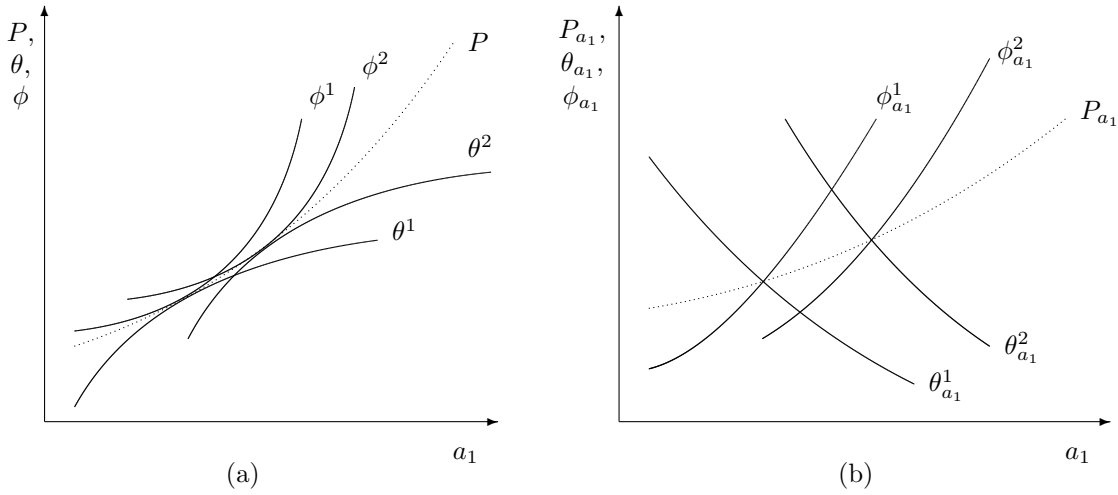 P,
θ,
ϕ
ϕ¹
ϕ²
P
θ²
θ¹
a₁
(a)
P_{a₁},
θ_{a₁},
ϕ_{a₁}
ϕ¹_{a₁}
ϕ²_{a₁}
P_{a₁}
θ²_{a₁}
θ¹_{a₁}
a₁
(b)